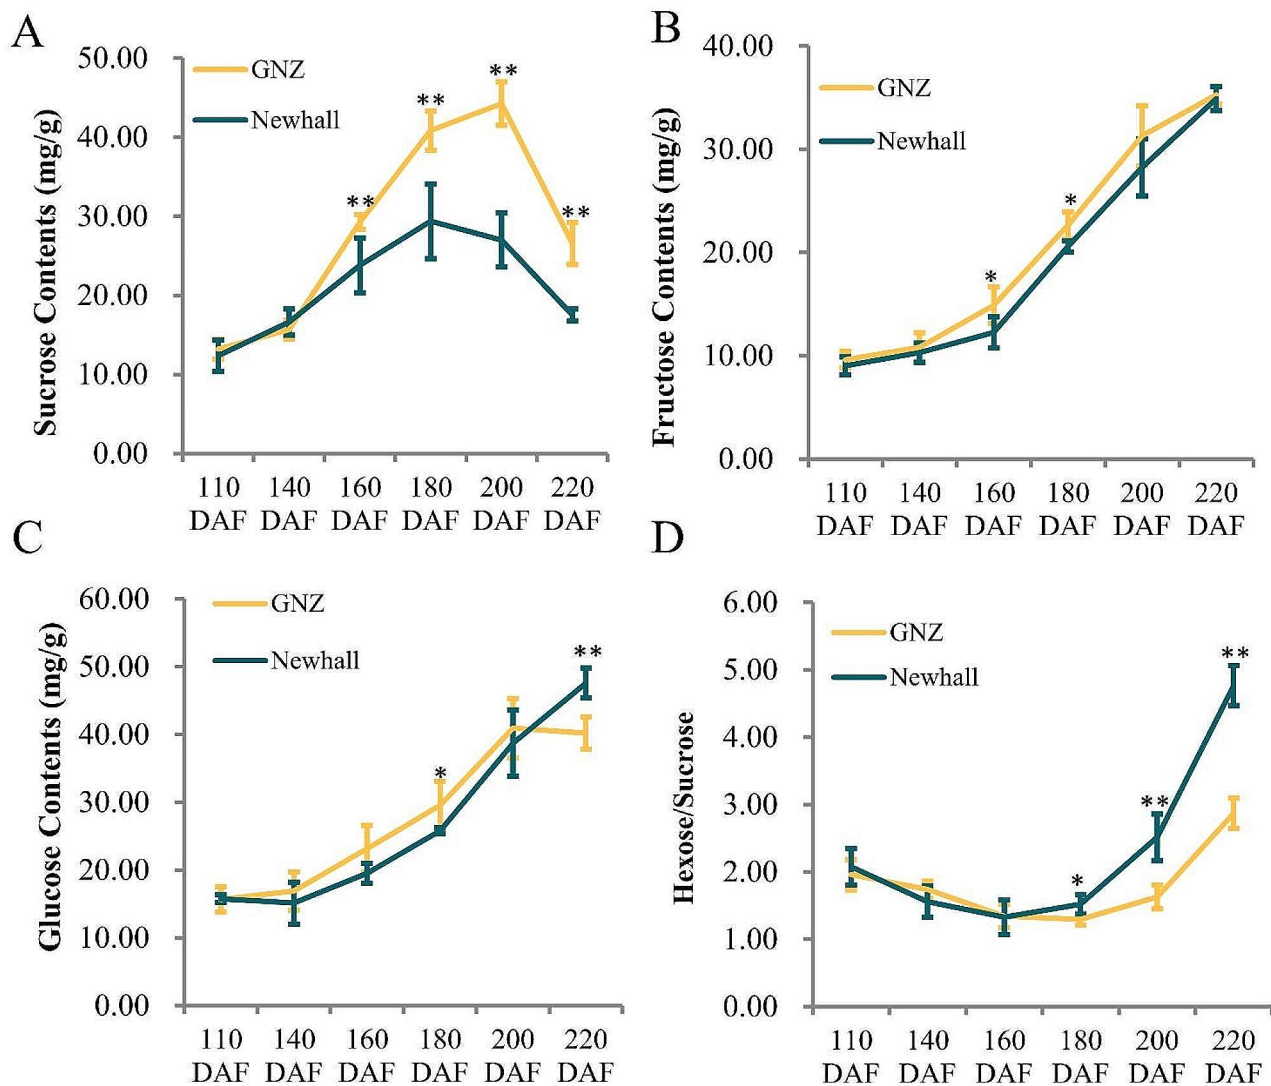 A
Sucrose Contents (mg/g)
50.00
40.00
30.00
20.00
10.00
0.00
GNZ
Newhall
**
**
**
**
110 140 160 180 200 220
DAF DAF DAF DAF DAF DAF
B
Fructose Contents (mg/g)
40.00
30.00
20.00
10.00
0.00
GNZ
Newhall
*
*
110 140 160 180 200 220
DAF DAF DAF DAF DAF DAF
C
Glucose Contents (mg/g)
60.00
50.00
40.00
30.00
20.00
10.00
0.00
GNZ
Newhall
*
**
110 140 160 180 200 220
DAF DAF DAF DAF DAF DAF
D
Hexose/Sucrose
6.00
5.00
4.00
3.00
2.00
1.00
0.00
GNZ
Newhall
*
**
**
110 140 160 180 200 220
DAF DAF DAF DAF DAF DAF